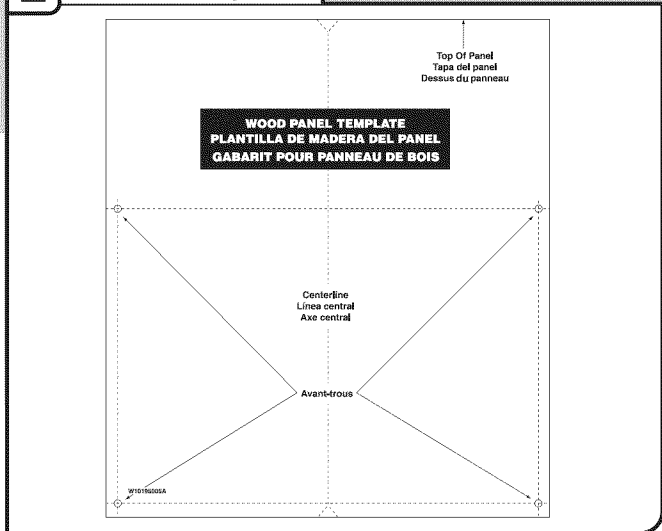 Top Of Panel
Tapa del panel
Dessus du panneau
WOOD PANEL TEMPLATE
PLANTILLA DE MADERA DEL PANEL
GABARIT POUR PANNEAU DE BOIS
Centerline
Línea central
Axe central
Avant-trous
W10195005A